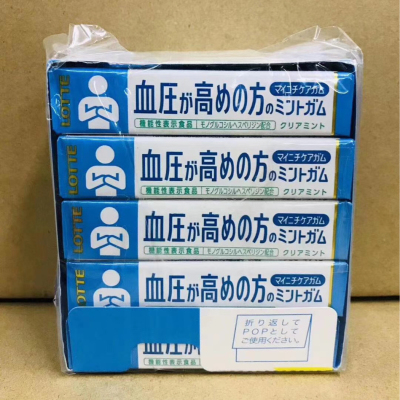 LOTTE
血圧が高めの方のミントガム
マイニチケアガム
機能性表示食品
モノグルコシルヘスペリジン配合
クリアミント
LOTTE
血圧が高めの方のミントガム
マイニチケアガム
機能性表示食品
モノグルコシルヘスペリジン配合
クリアミント
LOTTE
血圧が高めの方のミントガム
マイニチケアガム
機能性表示食品
モノグルコシルヘスペリジン配合
クリアミント
LOTTE
血圧が高めの方のミントガム
マイニチケアガム
機能性表示食品
折り返して
POPとして
ご使用ください。